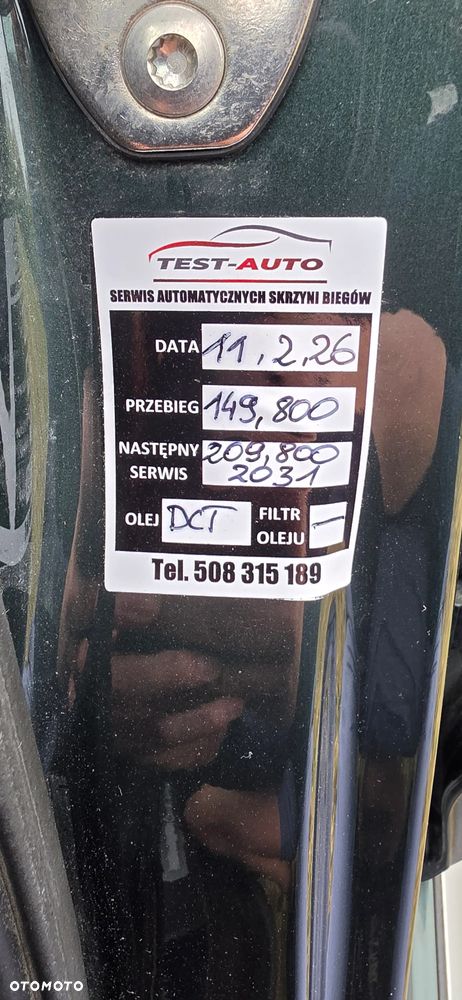 TEST-AUTO
SERWIS AUTOMATYCZNYCH SKRZYNI BIEGÓW
DATA 11,2,26
PRZEBIEG 149,800
NASTĘPNY SERWIS 209,800 2031
OLEJ DCT FILTR OLEJU —
Tel. 508 315 189
OTOMOTO